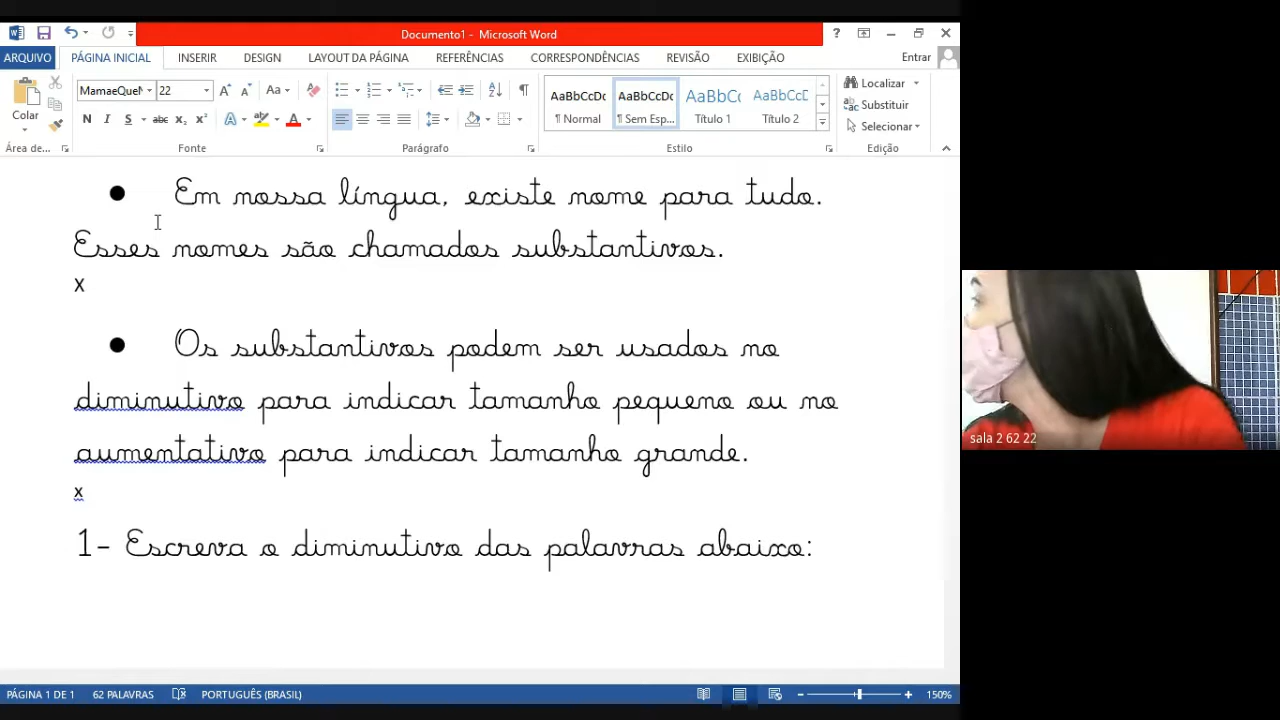 Documento1 - Microsoft Word
?
ARQUIVO PÁGINA INICIAL INSERIR DESIGN LAYOUT DA PÁGINA REFERÊNCIAS CORRESPONDÊNCIAS REVISÃO EXIBIÇÃO Entrar
Colar
MamaeQueN 22 Aa
N I S abc x₂ x² A A
AaBbCcDc AaBbCcDc AaBbCc AaBbCcD
¶ Normal ¶ Sem Esp... Título 1 Título 2
Localizar
Substituir
Selecionar
Área de... Fonte Parágrafo Estilo Edição
• Em nossa língua, existe nome para tudo.
Esses nomes são chamados substantivos.
x
• Os substantivos podem ser usados no
diminutivo para indicar tamanho pequeno ou no
aumentativo para indicar tamanho grande.
x
1- Escreva o diminutivo das palavras abaixo:
sala 2 62 22
PÁGINA 1 DE 1 62 PALAVRAS PORTUGUÊS (BRASIL) 150%